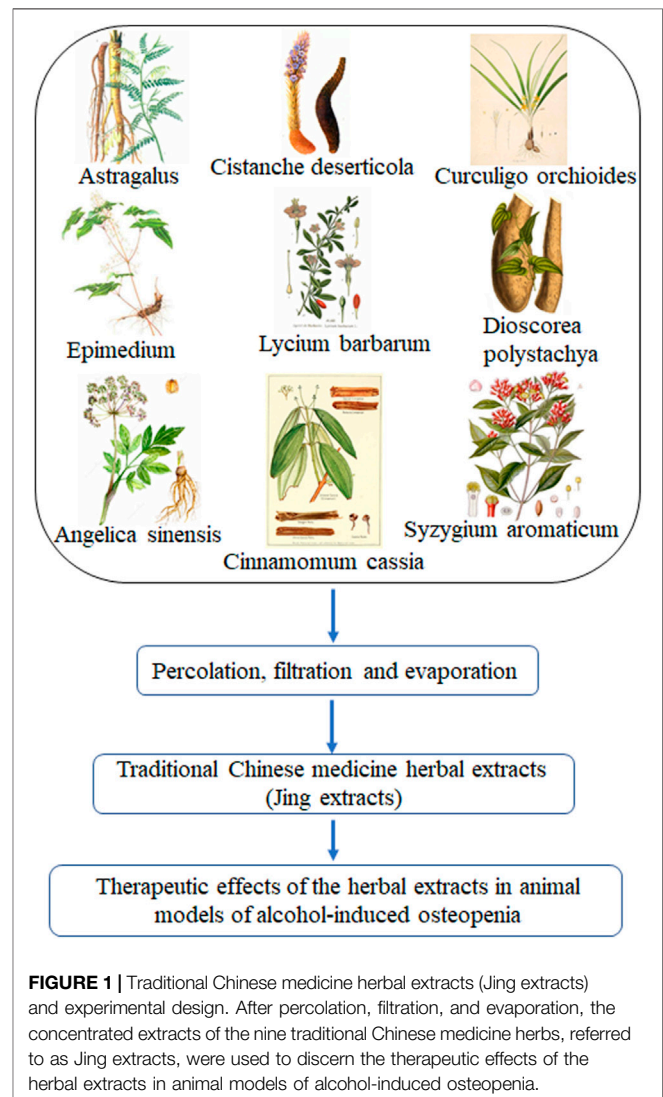 Astragalus
Cistanche deserticola
Curculigo orchioides
Epimedium
Lycium barbarum
Dioscorea
polystachya
Angelica sinensis
Cinnamomum cassia
Syzygium aromaticum
Percolation, filtration and evaporation
Traditional Chinese medicine herbal extracts
(Jing extracts)
Therapeutic effects of the herbal extracts in animal
models of alcohol-induced osteopenia
FIGURE 1 | Traditional Chinese medicine herbal extracts (Jing extracts)
and experimental design. After percolation, filtration, and evaporation, the
concentrated extracts of the nine traditional Chinese medicine herbs, referred
to as Jing extracts, were used to discern the therapeutic effects of the
herbal extracts in animal models of alcohol-induced osteopenia.